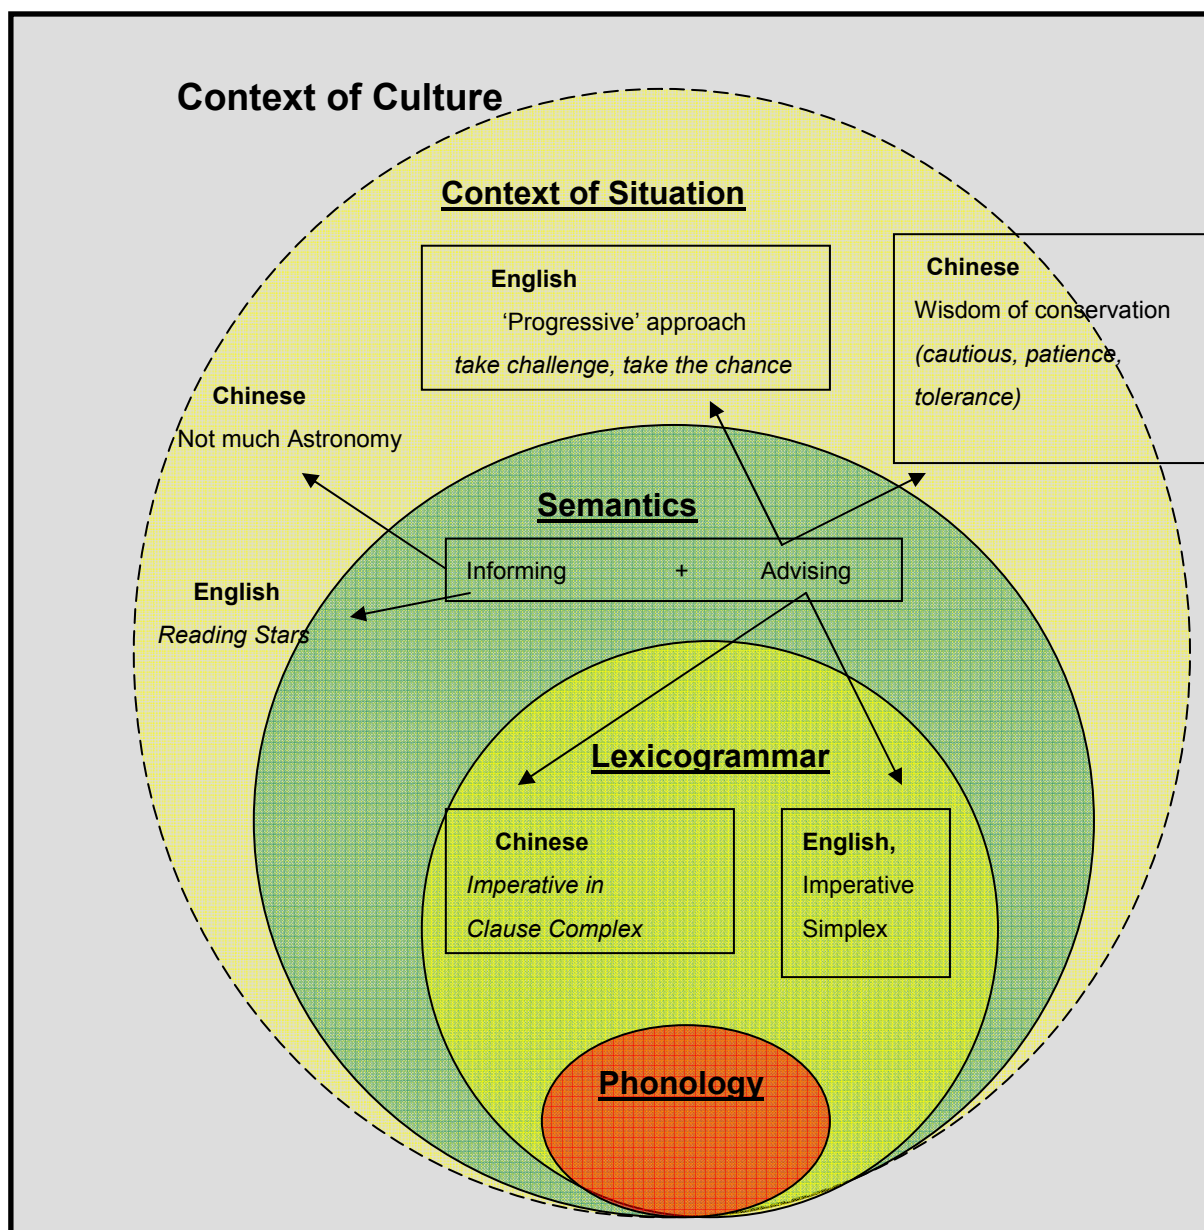 Context of Culture
Context of Situation
English
‘Progressive’ approach
take challenge, take the chance
Chinese
Wisdom of conservation
(cautious, patience,
tolerance)
Chinese
Not much Astronomy
English
Reading Stars
Semantics
Informing + Advising
Lexicogrammar
Chinese
Imperative in
Clause Complex
English,
Imperative
Simplex
Phonology